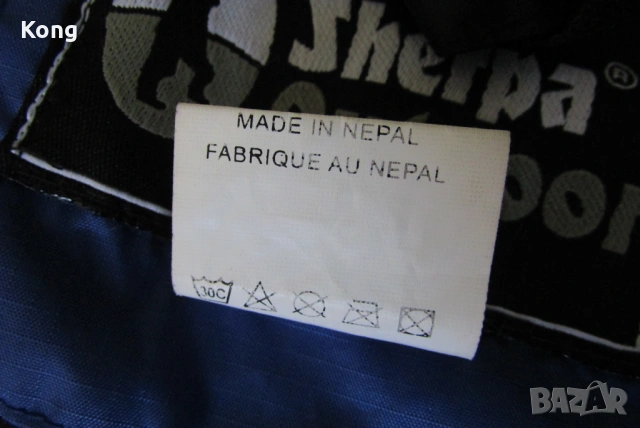 Kong
Sherpa®
MADE IN NEPAL
FABRIQUE AU NEPAL
30C
BAZAR